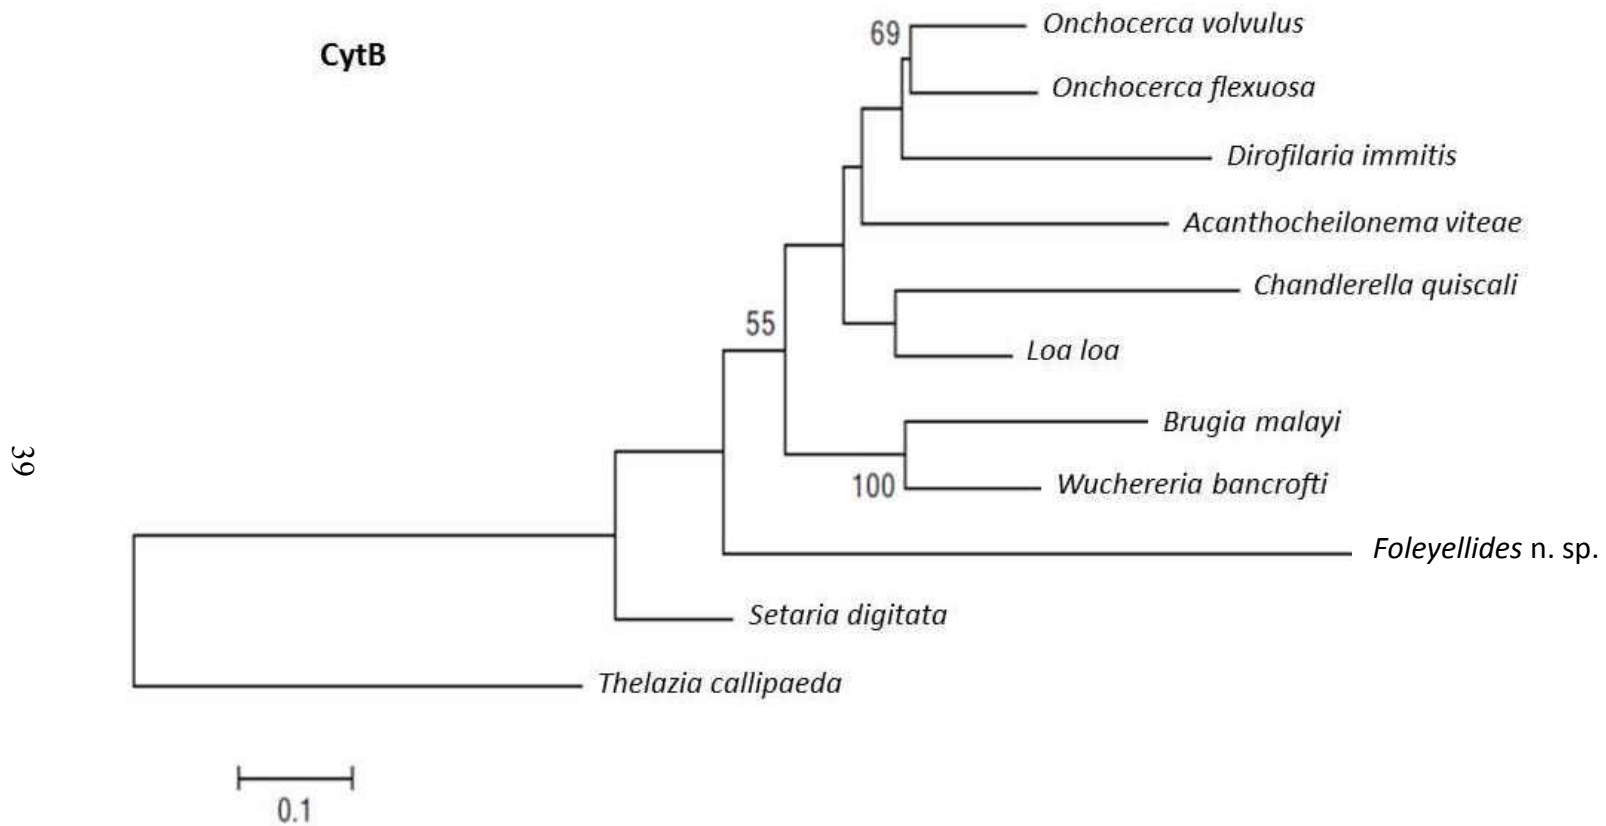 CytB
69
Onchocerca volvulus
Onchocerca flexuosa
Dirofilaria immitis
Acanthocheilonema viteae
Chandlerella quiscali
55
Loa loa
Brugia malayi
100
Wuchereria bancrofti
Foleyellides n. sp.
Setaria digitata
Thelazia callipaeda
0.1
39